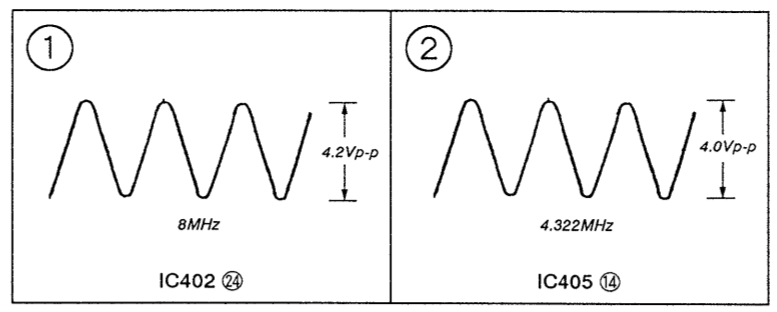 ①
4.2Vp-p
8MHz
IC402 ㉔
②
4.0Vp-p
4.322MHz
IC405 ⑭